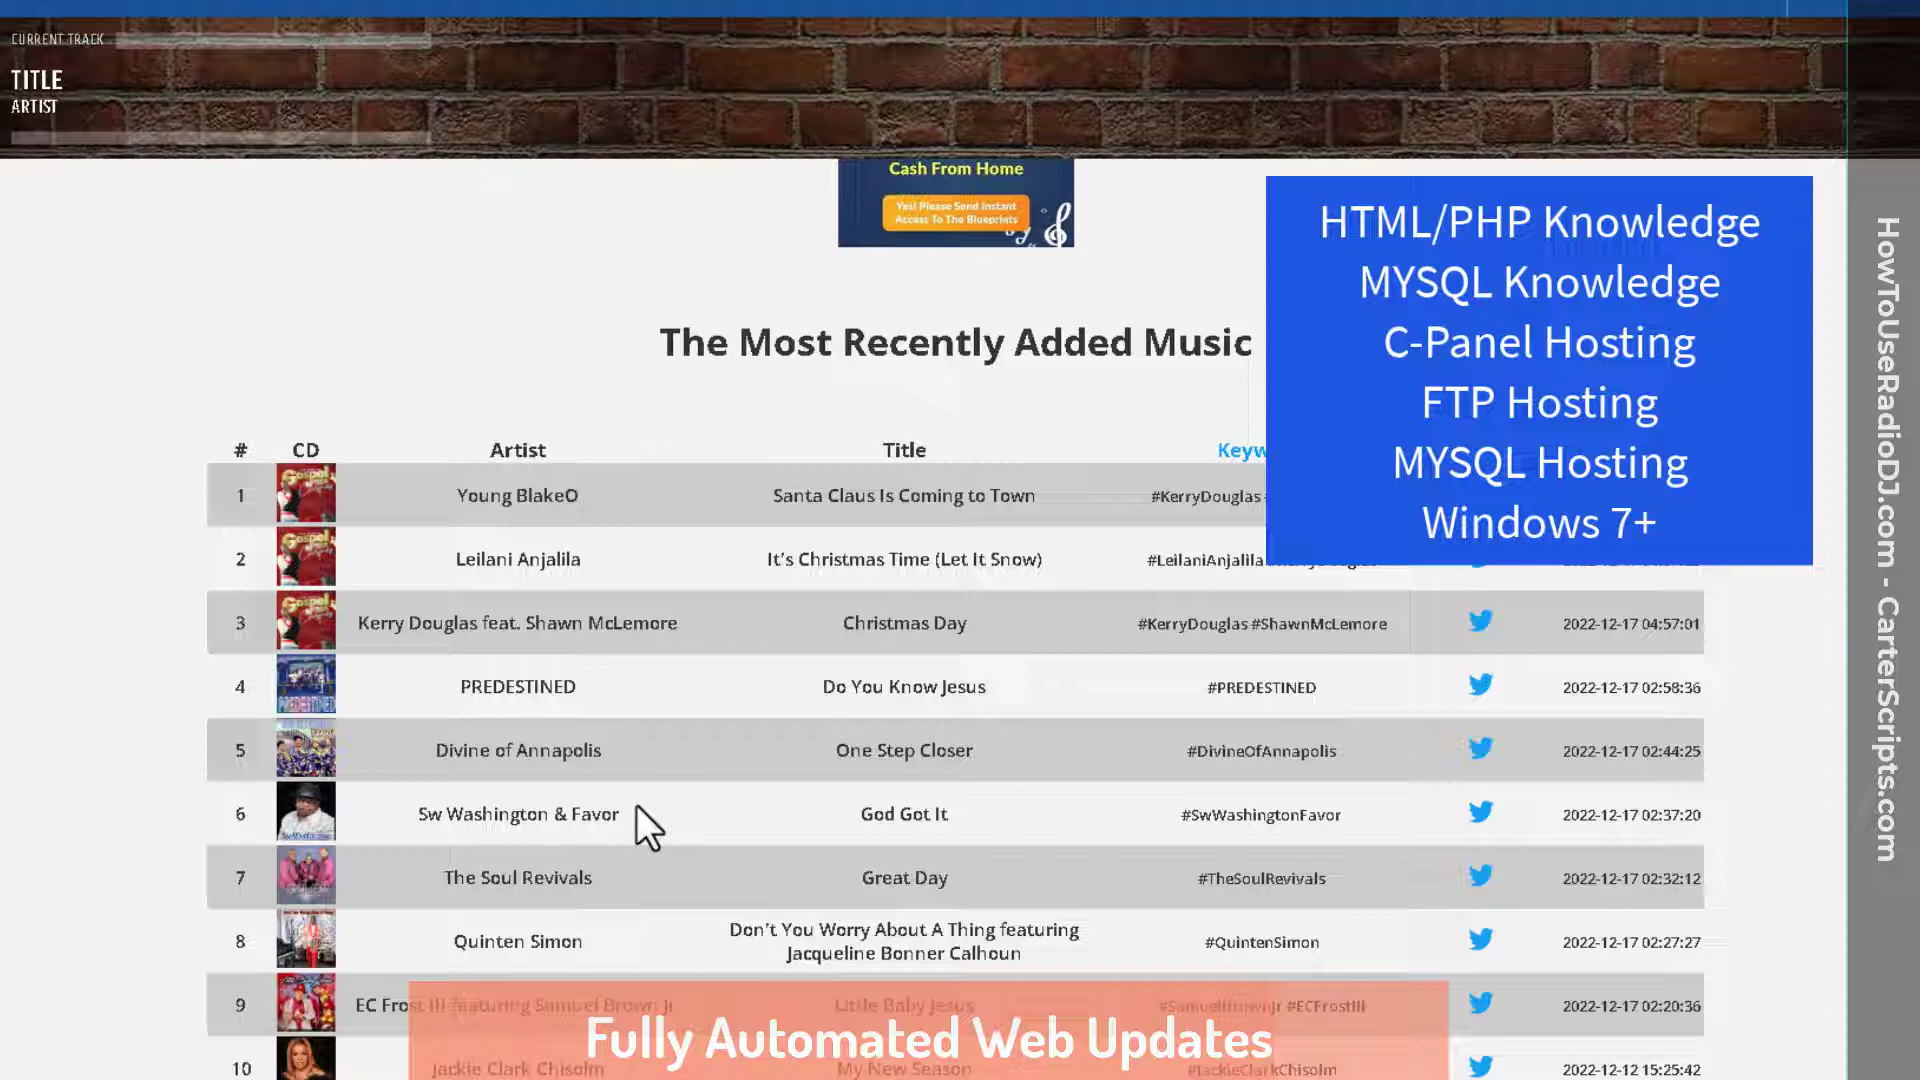 CURRENT TRACK
TITLE
ARTIST
Cash From Home
Yes! Please Send Instant
Access To The Blueprints
HTML/PHP Knowledge
MYSQL Knowledge
C-Panel Hosting
FTP Hosting
MYSQL Hosting
Windows 7+
The Most Recently Added Music
# CD Artist Title Keyw
1 Young BlakeO Santa Claus Is Coming to Town #KerryDouglas
2 Leilani Anjalila It's Christmas Time (Let It Snow) #LeilaniAnjalila
3 Kerry Douglas feat. Shawn McLemore Christmas Day #KerryDouglas #ShawnMcLemore 2022-12-17 04:57:01
4 PREDESTINED Do You Know Jesus #PREDESTINED 2022-12-17 02:58:36
5 Divine of Annapolis One Step Closer #DivineOfAnnapolis 2022-12-17 02:44:25
6 Sw Washington & Favor God Got It #SwWashingtonFavor 2022-12-17 02:37:20
7 The Soul Revivals Great Day #TheSoulRevivals 2022-12-17 02:32:12
8 Quinten Simon Don't You Worry About A Thing featuring
Jacqueline Bonner Calhoun #QuintenSimon 2022-12-17 02:27:27
9 EC Frost III featuring Samuel Brown Jr Little Baby Jesus #SamuelBrownJr #ECFrostIII 2022-12-17 02:20:36
10 Jackie Clark Chisolm My New Season #JackieClarkChisolm 2022-12-12 15:25:42
Fully Automated Web Updates
HowToUseRadioDJ.com - CarterScripts.com